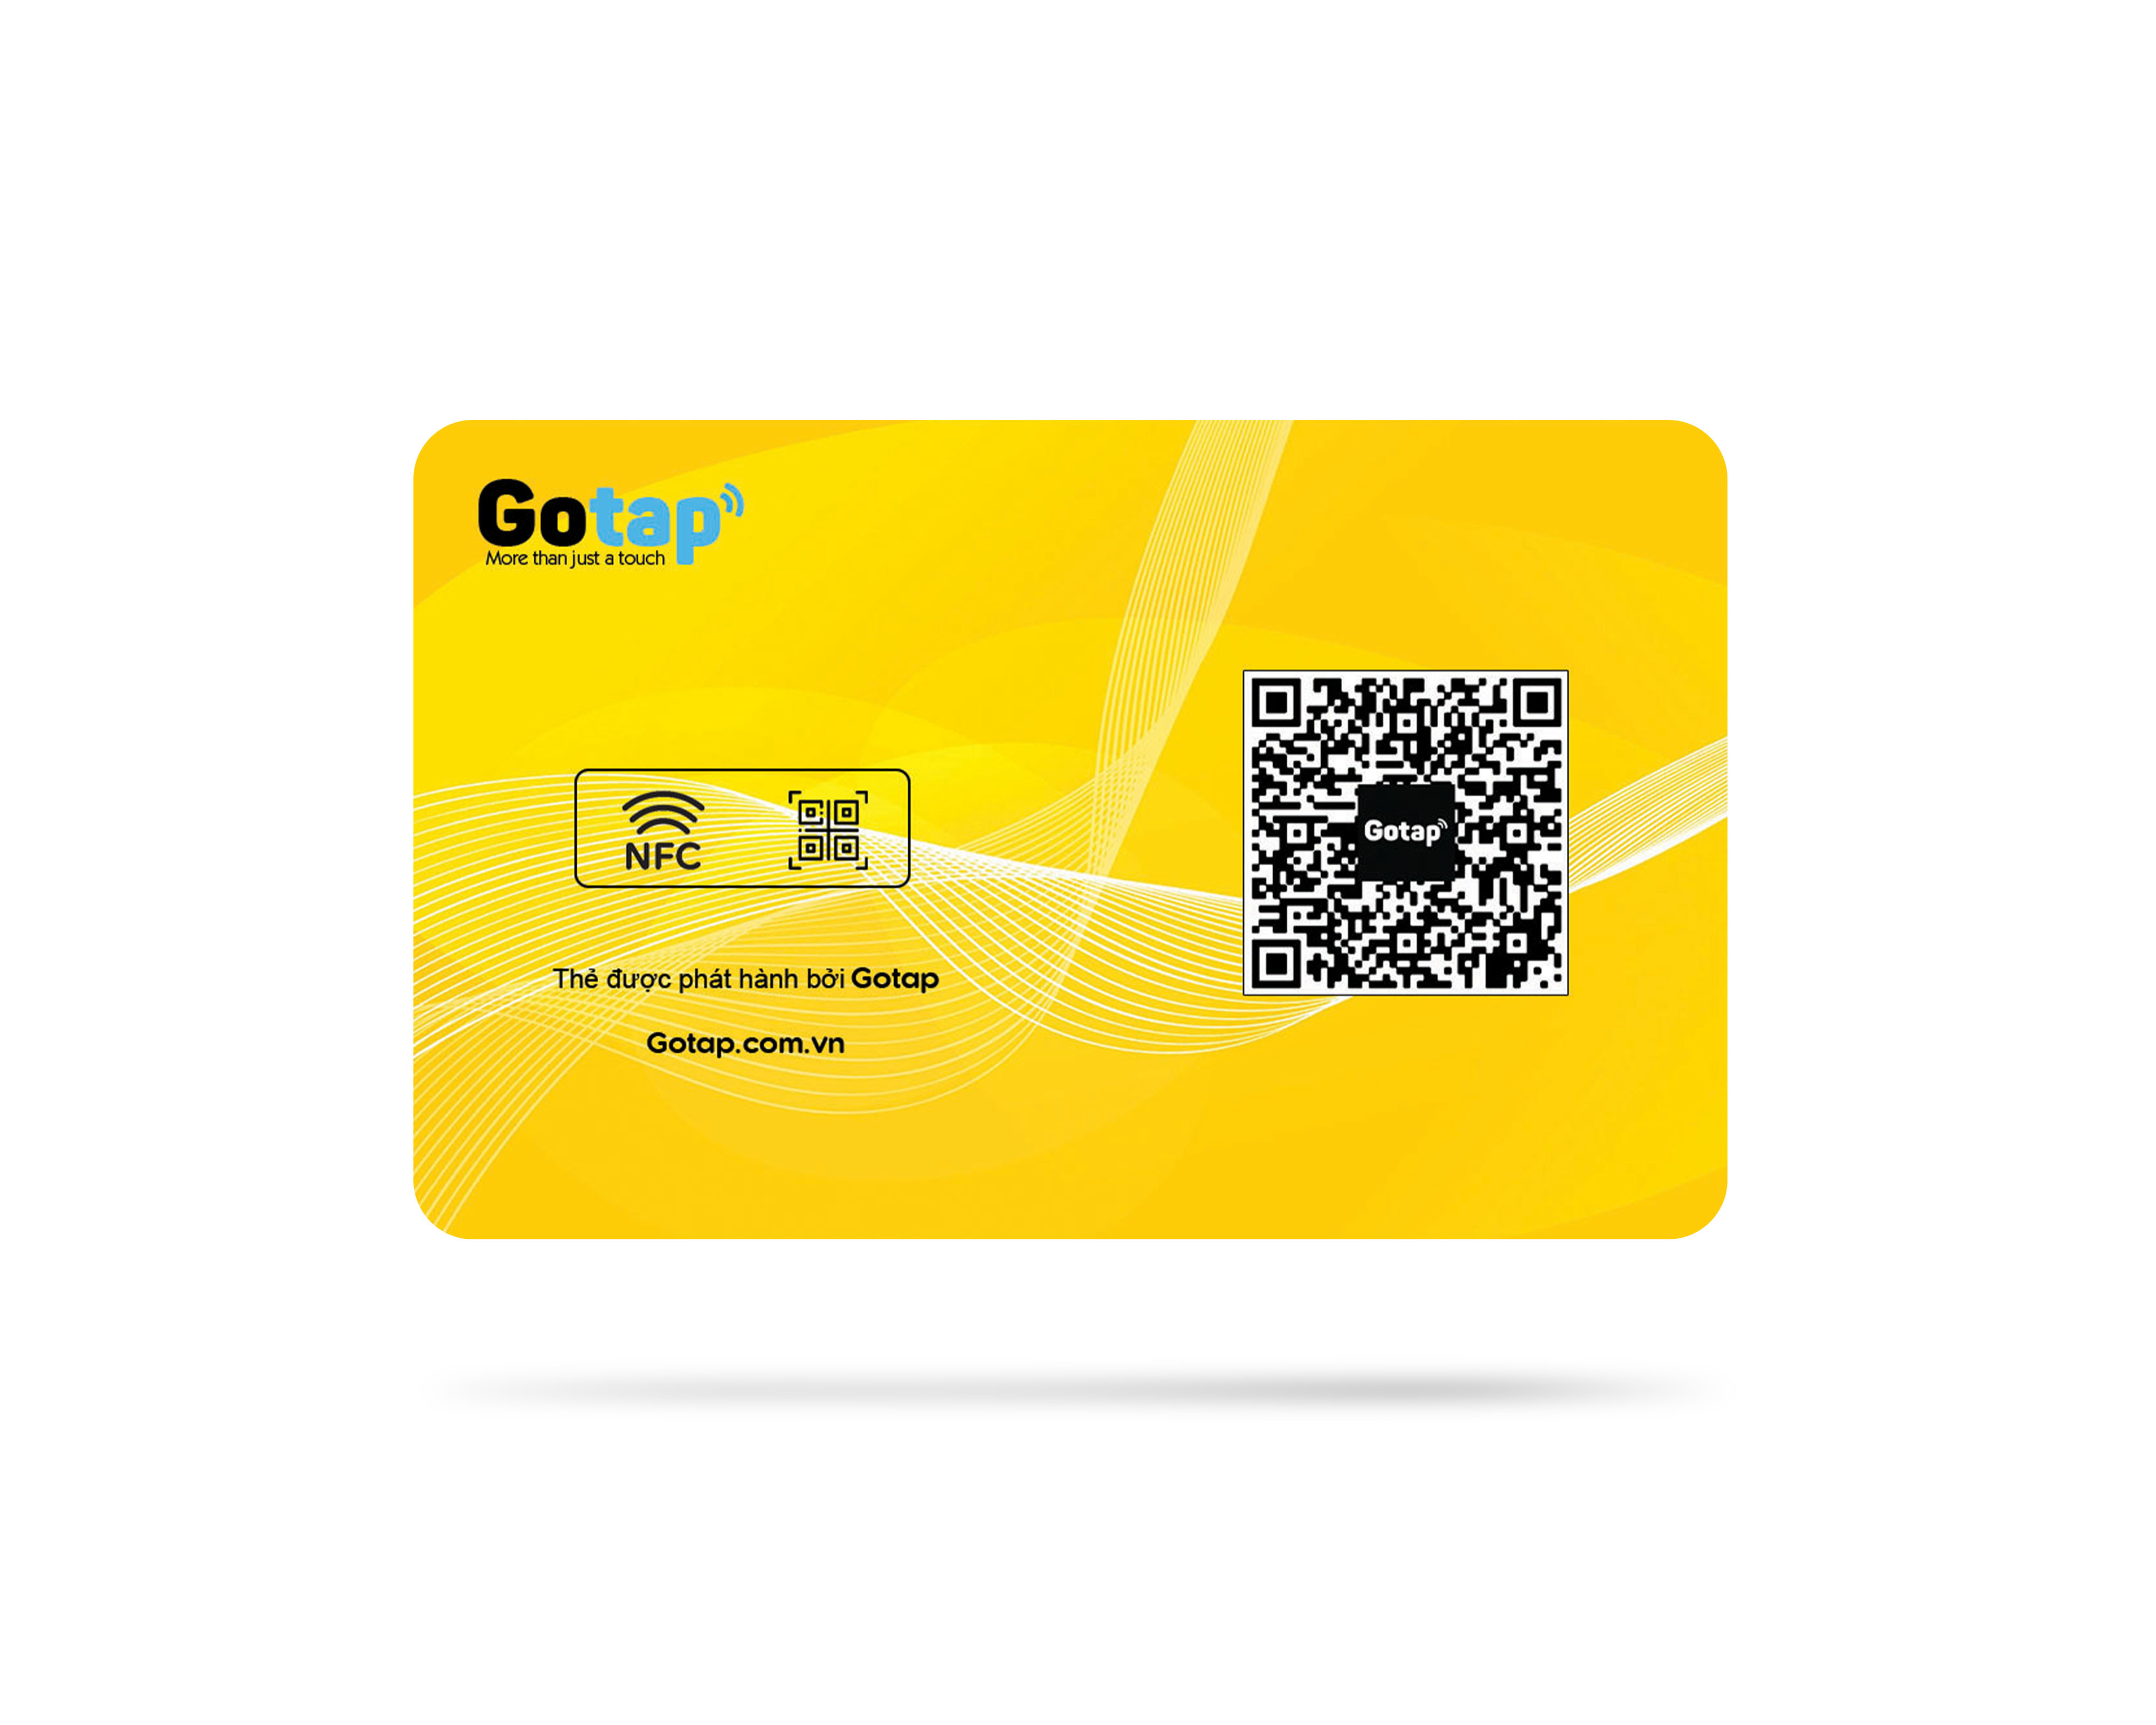 Gotap
More than just a touch
NFC
Gotap
Thẻ được phát hành bởi Gotap
Gotap.com.vn